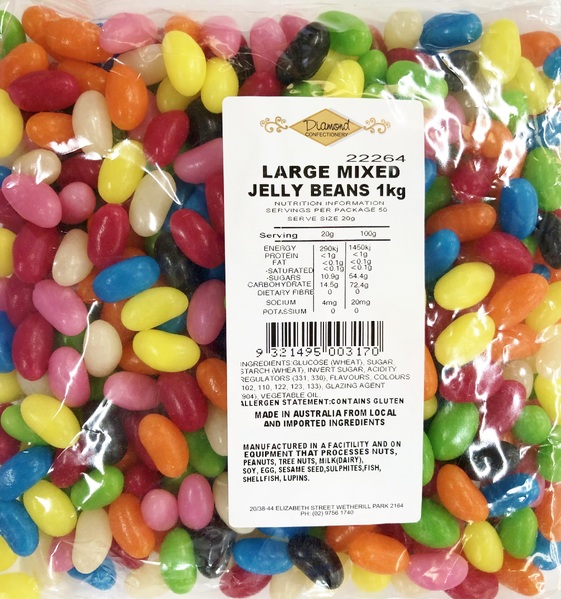 Diamond
CONFECTIONERY
22264
LARGE MIXED
JELLY BEANS 1kg
NUTRITION INFORMATION
SERVINGS PER PACKAGE 50
SERVE SIZE 20g
Serving 20g 100g
ENERGY 290kj 1450kj
PROTEIN <1g <1g
FAT <0.1g <0.1g
-SATURATED <0.1g <0.1g
-SUGARS 10.9g 54.4g
CARBOHYDRATE 14.5g 72.4g
DIETARY FIBRE 0 0
SODIUM 4mg 20mg
POTASSIUM 0 0
9 321495 003170
INGREDIENTS:GLUCOSE (WHEAT), SUGAR,
STARCH (WHEAT), INVERT SUGAR, ACIDITY
REGULATORS (331, 330), FLAVOURS, COLOURS
102, 110, 122, 123, 133), GLAZING AGENT
904), VEGETABLE OIL.
ALLERGEN STATEMENT:CONTAINS GLUTEN
MADE IN AUSTRALIA FROM LOCAL
AND IMPORTED INGREDIENTS
MANUFACTURED IN A FACITILITY AND ON
EQUIPMENT THAT PROCESSES NUTS,
PEANUTS, TREE NUTS, MILK(DAIRY),
SOY, EGG, SESAME SEED,SULPHITES,FISH,
SHELLFISH, LUPINS.
20/38-44 ELIZABETH STREET WETHERILL PARK 2164
PH: (02) 9756 1740